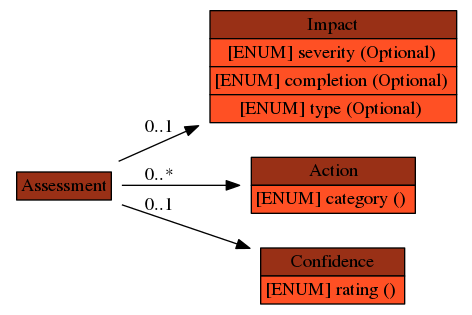 Impact
[ENUM] severity (Optional)
[ENUM] completion (Optional)
[ENUM] type (Optional)
0..1
Assessment
0..*
Action
[ENUM] category ()
0..1
Confidence
[ENUM] rating ()